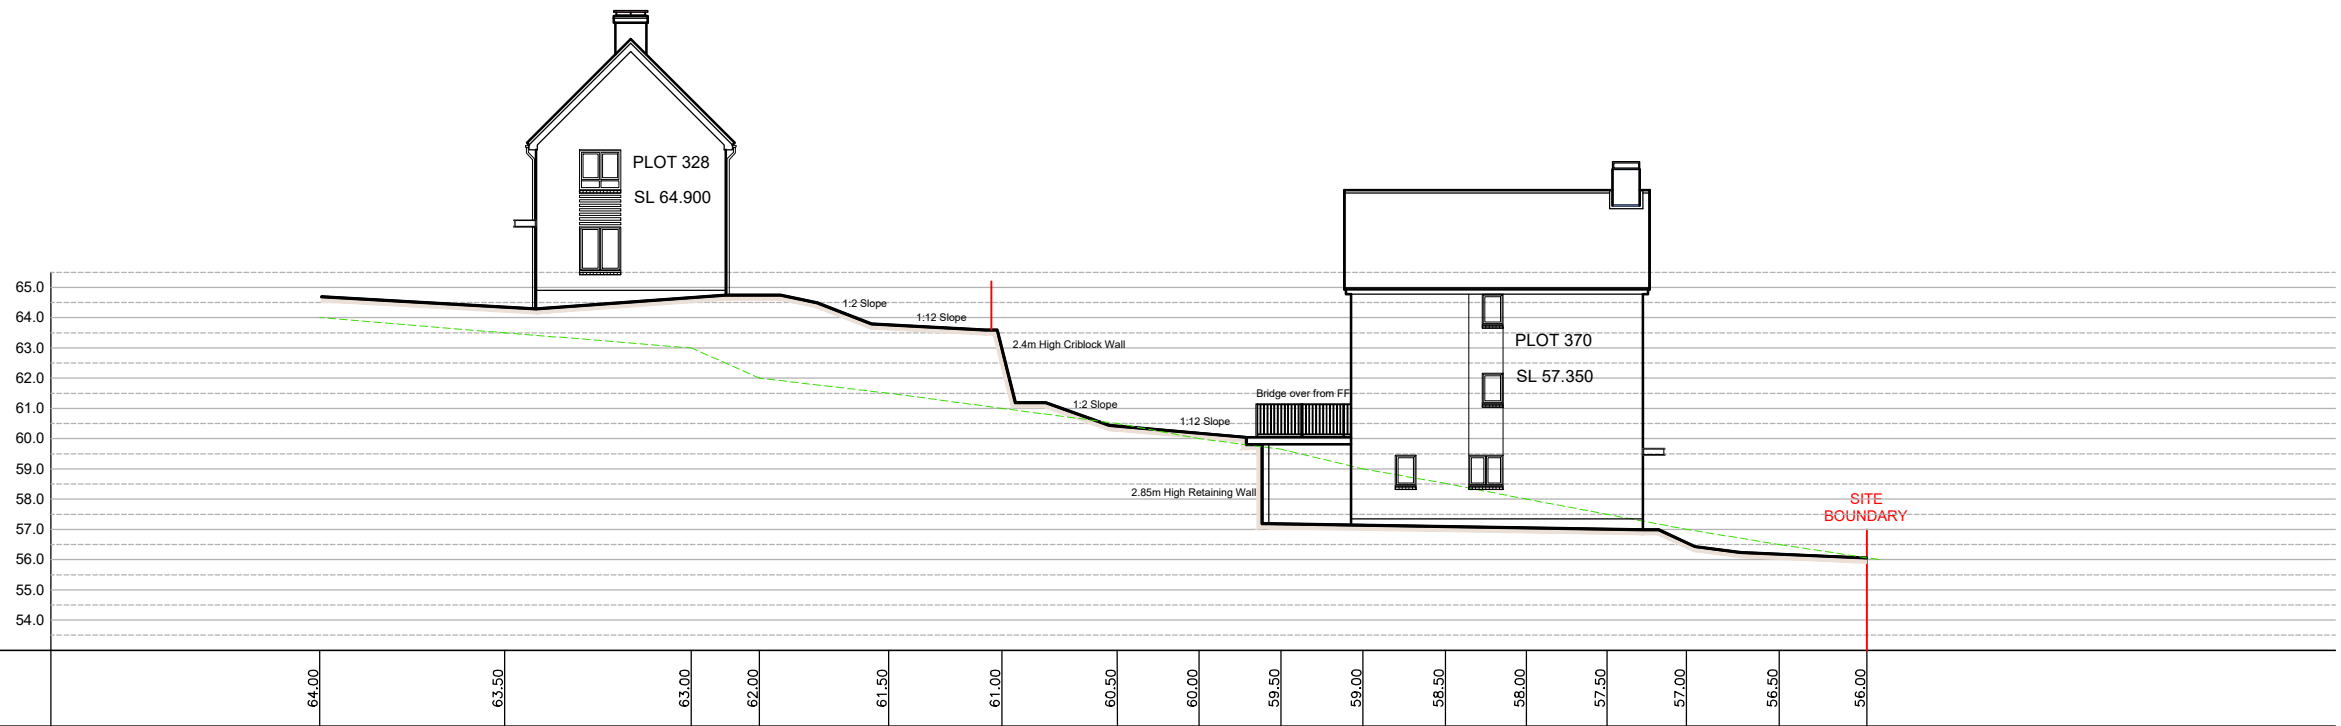 PLOT 328
SL 64.900
1:2 Slope
1:12 Slope
2.4m High Criblock Wall
1:2 Slope
1:12 Slope
Bridge over from FF
2.85m High Retaining Wall
PLOT 370
SL 57.350
SITE
BOUNDARY
65.0
64.0
63.0
62.0
61.0
60.0
59.0
58.0
57.0
56.0
55.0
54.0
64.00
63.50
63.00
62.00
61.50
61.00
60.50
60.00
59.50
59.00
58.50
58.00
57.50
57.00
56.50
56.00